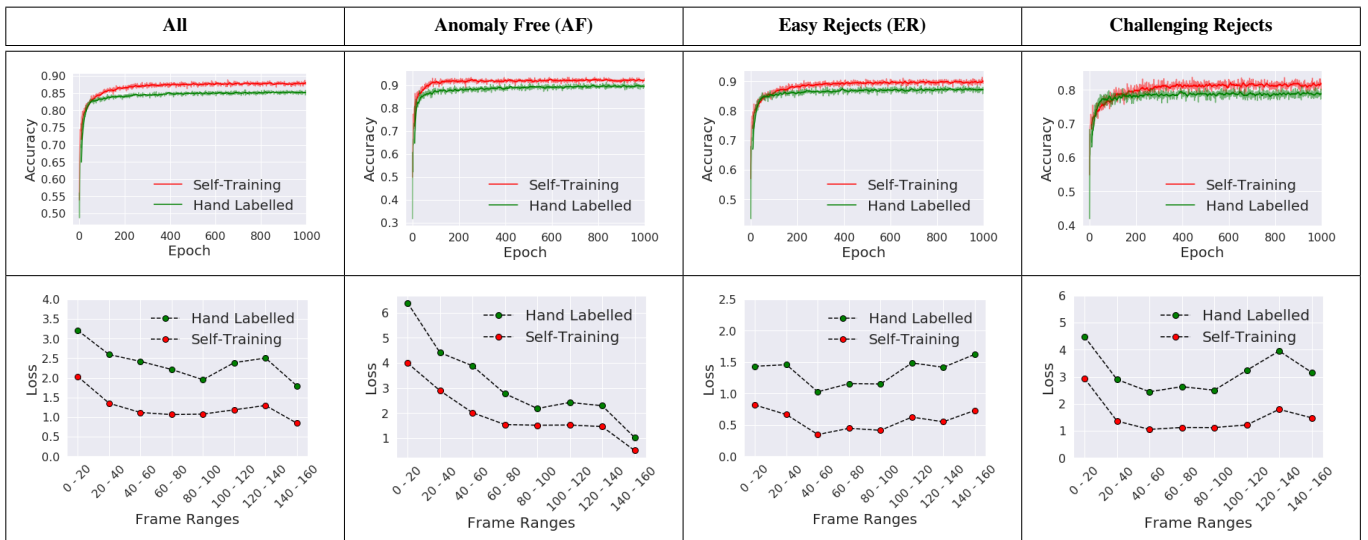 All
Anomaly Free (AF)
Easy Rejects (ER)
Challenging Rejects
0.90
0.85
0.80
0.75
0.70
0.65
0.60
0.55
0.50
Accuracy
Self-Training
Hand Labelled
0 200 400 600 800 1000
Epoch
0.9
0.8
0.7
0.6
0.5
0.4
0.3
Accuracy
Self-Training
Hand Labelled
0 200 400 600 800 1000
Epoch
0.9
0.8
0.7
0.6
0.5
Accuracy
Self-Training
Hand Labelled
0 200 400 600 800 1000
Epoch
0.8
0.7
0.6
0.5
0.4
Accuracy
Self-Training
Hand Labelled
0 200 400 600 800 1000
Epoch
4.0
3.5
3.0
2.5
2.0
1.5
1.0
0.5
0.0
Loss
Hand Labelled
Self-Training
0 - 20
20 - 40
40 - 60
60 - 80
80 - 100
100 - 120
120 - 140
140 - 160
Frame Ranges
6
5
4
3
2
1
Loss
Hand Labelled
Self-Training
0 - 20
20 - 40
40 - 60
60 - 80
80 - 100
100 - 120
120 - 140
140 - 160
Frame Ranges
2.5
2.0
1.5
1.0
0.5
0.0
Loss
Hand Labelled
Self-Training
0 - 20
20 - 40
40 - 60
60 - 80
80 - 100
100 - 120
120 - 140
140 - 160
Frame Ranges
6
5
4
3
2
1
0
Loss
Hand Labelled
Self-Training
0 - 20
20 - 40
40 - 60
60 - 80
80 - 100
100 - 120
120 - 140
140 - 160
Frame Ranges